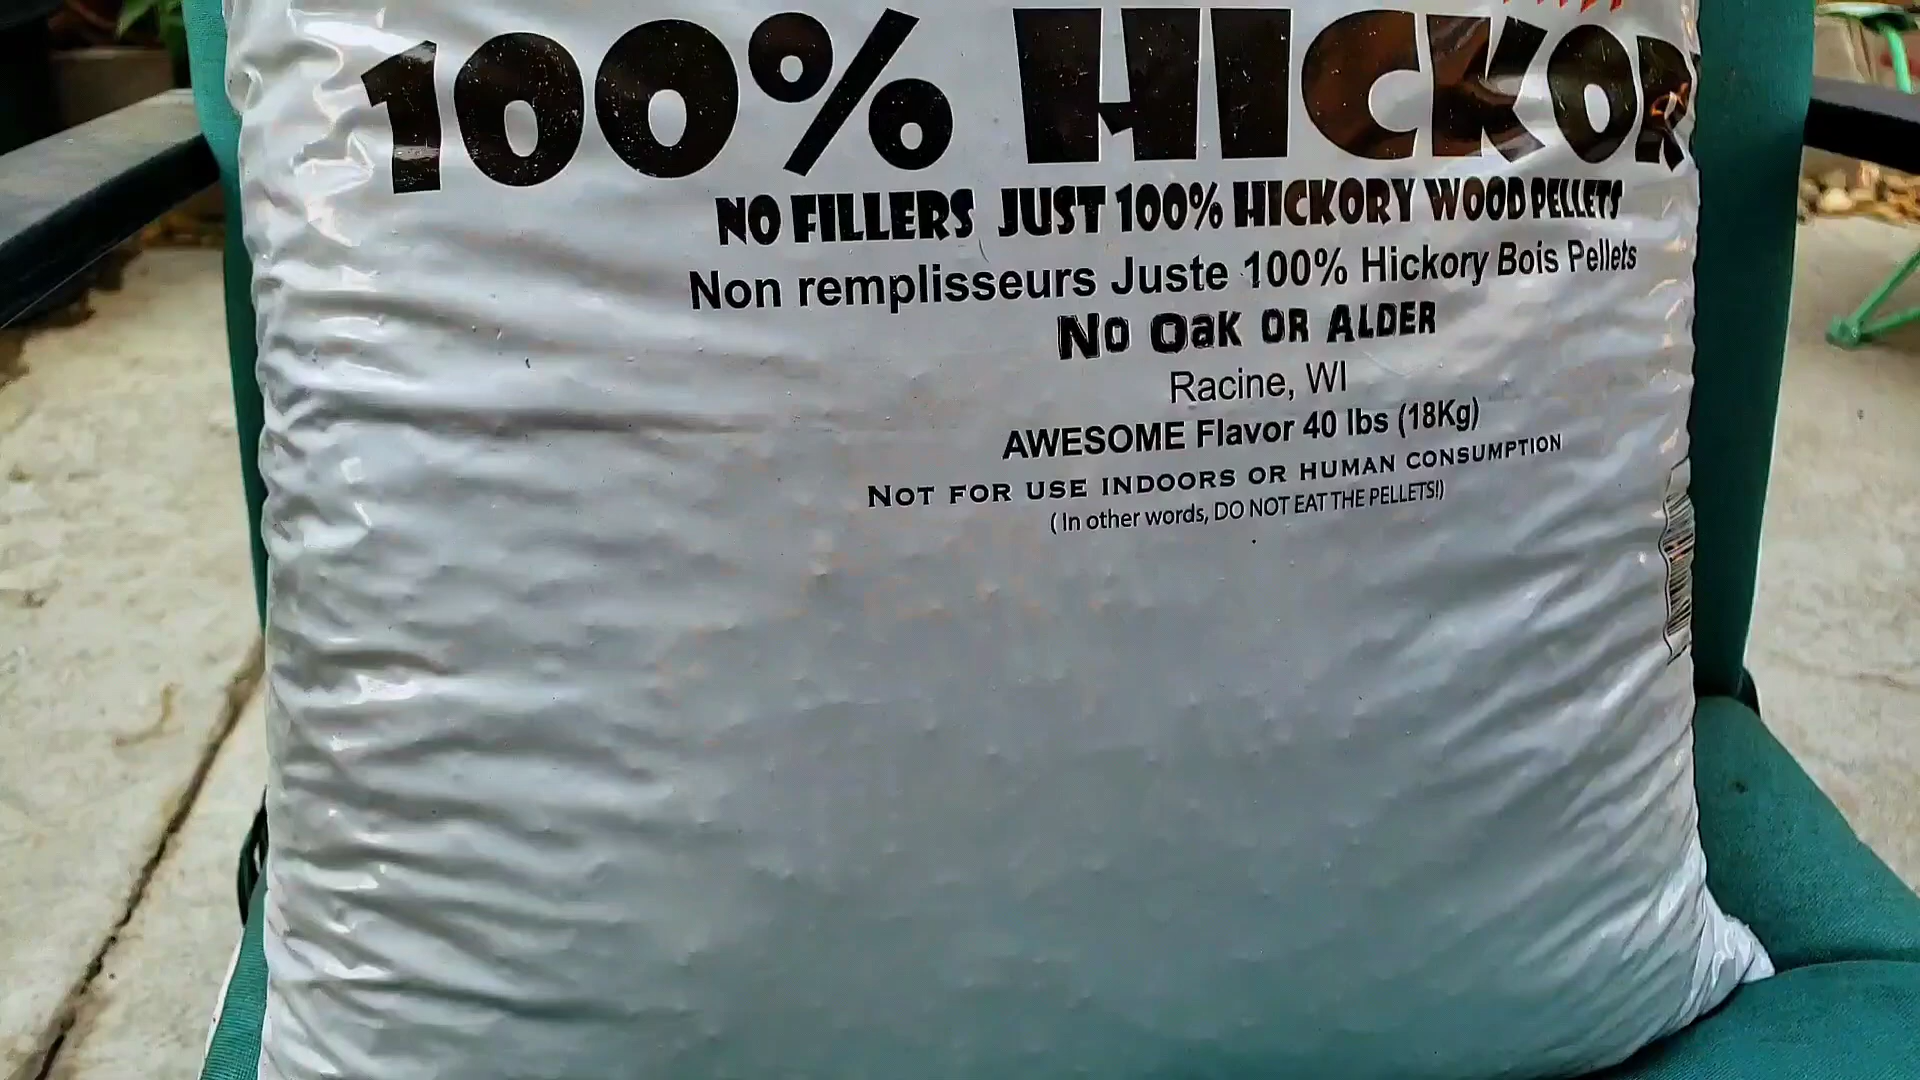 100% HICKOR
NO FILLERS JUST 100% HICKORY WOOD PELLETS
Non remplisseurs Juste 100% Hickory Bois Pellets
No Oak OR ALDER
Racine, WI
AWESOME Flavor 40 lbs (18Kg)
NOT FOR USE INDOORS OR HUMAN CONSUMPTION
( In other words, DO NOT EAT THE PELLETS!)